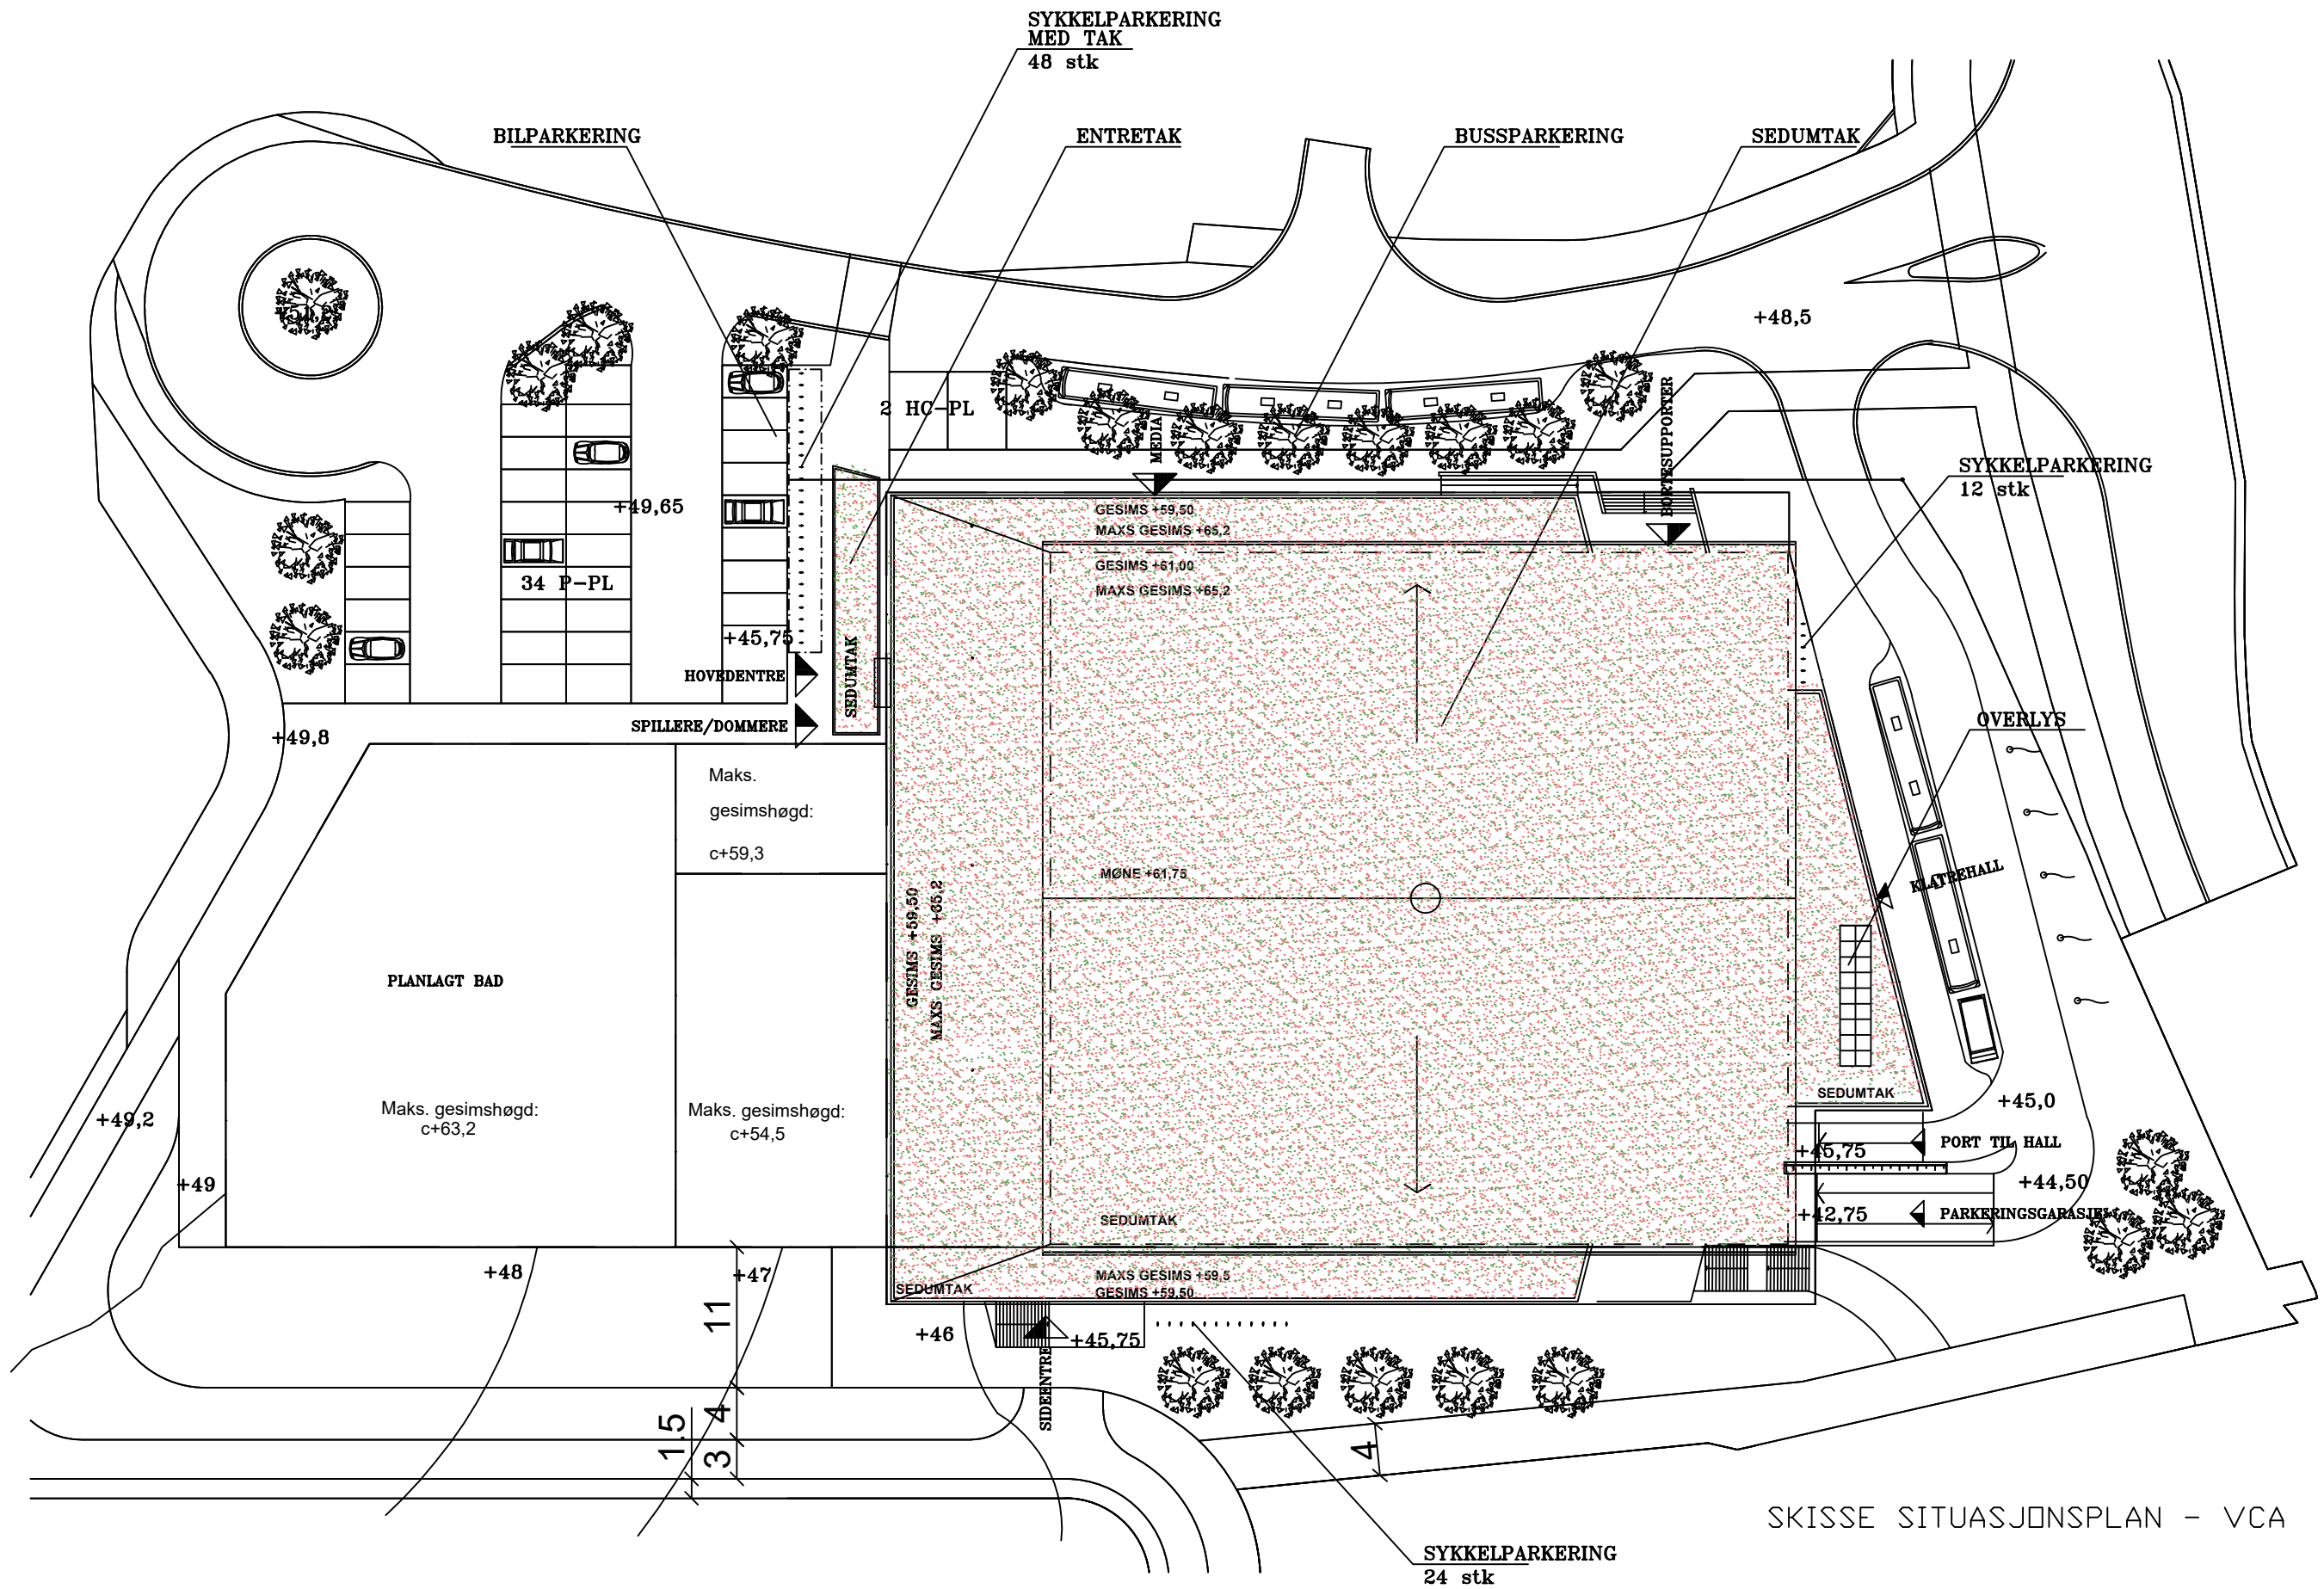 SYKKELPARKERING
MED TAK
48 stk
BILPARKERING
ENTRETAK
BUSSPARKERING
SEDUMTAK
+48,5
2 HC-PL
MEDIA
BORTESUPPORTER
SYKKELPARKERING
12 stk
+49,65
GESIMS +59,50
MAXS GESIMS +65,2
GESIMS +61,00
MAXS GESIMS +65,2
34 P-PL
+45,75
HOVEDENTRE
SEDUMTAK
SPILLERE/DOMMERE
+49,8
OVERLYS
Maks.
gesimshøgd:
c+59,3
MØNE +61,75
KLATREHALL
GESIMS +59,50
MAXS GESIMS +65,2
PLANLAGT BAD
Maks. gesimshøgd:
c+63,2
Maks. gesimshøgd:
c+54,5
SEDUMTAK
+45,0
+49,2
PORT TIL HALL
+45,75
+49
+44,50
+42,75
PARKERINGSGARASJE
SEDUMTAK
+48
+47
SEDUMTAK
MAXS GESIMS +59,5
GESIMS +59,50
11
+46
+45,75
SIDEENTRE
4
1.5
3
4
SKISSE SITUASJONSPLAN - VCA
SYKKELPARKERING
24 stk